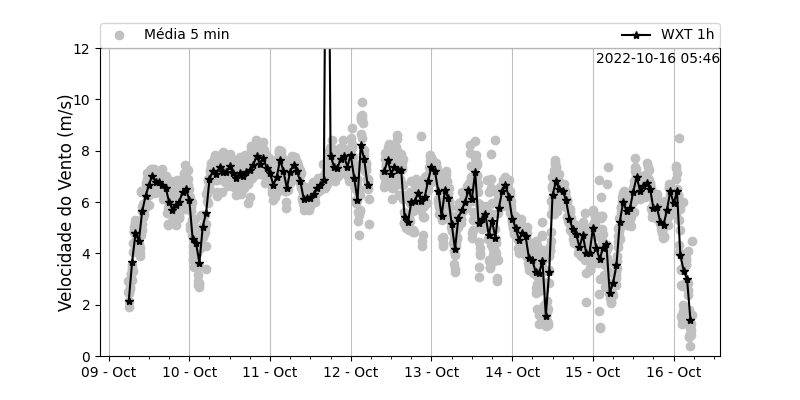 Média 5 min
WXT 1h
2022-10-16 05:46
Velocidade do Vento (m/s)
12
10
8
6
4
2
0
09 - Oct
10 - Oct
11 - Oct
12 - Oct
13 - Oct
14 - Oct
15 - Oct
16 - Oct